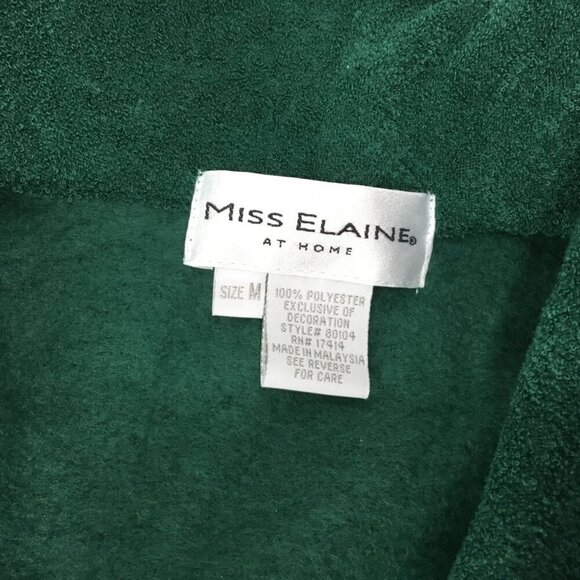 MISS ELAINE®
AT HOME
SIZE M
100% POLYESTER
EXCLUSIVE OF
DECORATION
STYLE# 80104
RN# 17414
MADE IN MALAYSIA
SEE REVERSE
FOR CARE